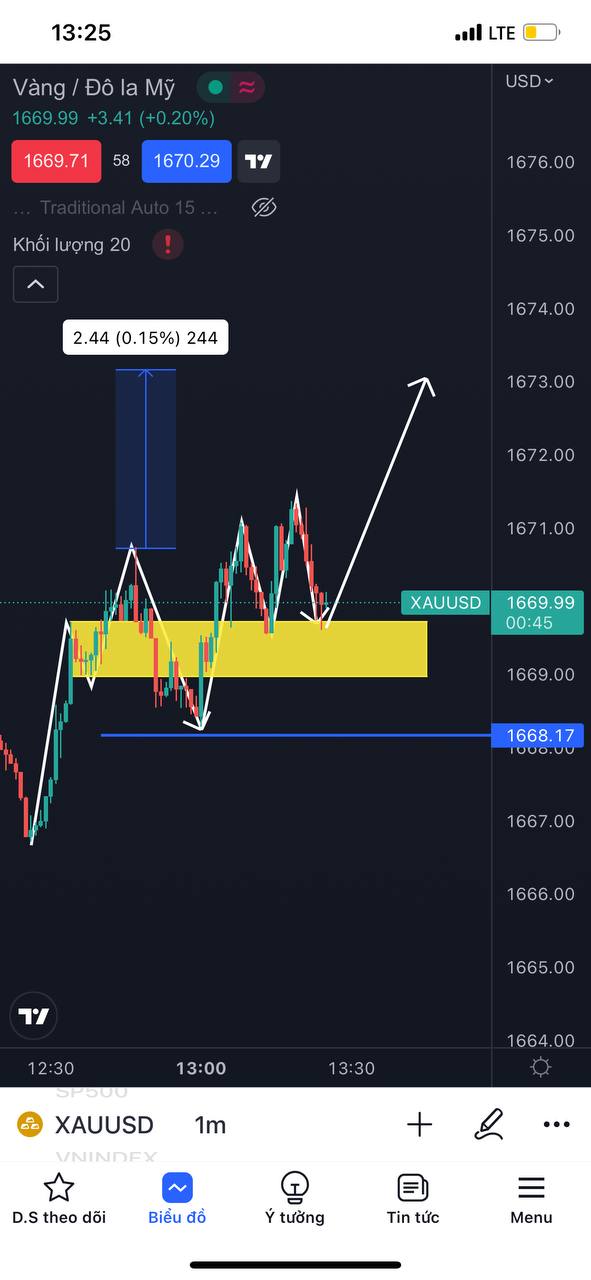 13:25
LTE
Vàng / Đô la Mỹ
USD
1669.99 +3.41 (+0.20%)
1669.71 58 1670.29
... Traditional Auto 15 ...
Khối lượng 20
2.44 (0.15%) 244
1676.00
1675.00
1674.00
1673.00
1672.00
1671.00
XAUUSD 1669.99
00:45
1669.00
1668.17
1668.00
1667.00
1666.00
1665.00
1664.00
12:30 13:00 13:30
SP500
XAUUSD 1m
VNINDEX
D.S theo dõi Biểu đồ Ý tưởng Tin tức Menu